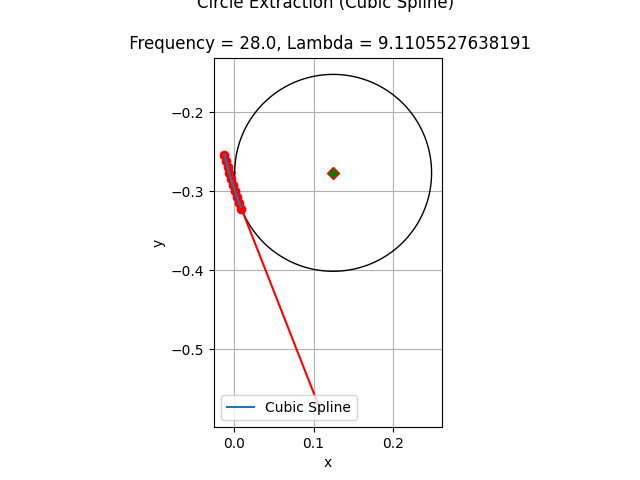 Circle Extraction (Cubic Spline)
Frequency = 28.0, Lambda = 9.1105527638191
−0.2
−0.3
−0.4
−0.5
y
Cubic Spline
0.0 0.1 0.2
x